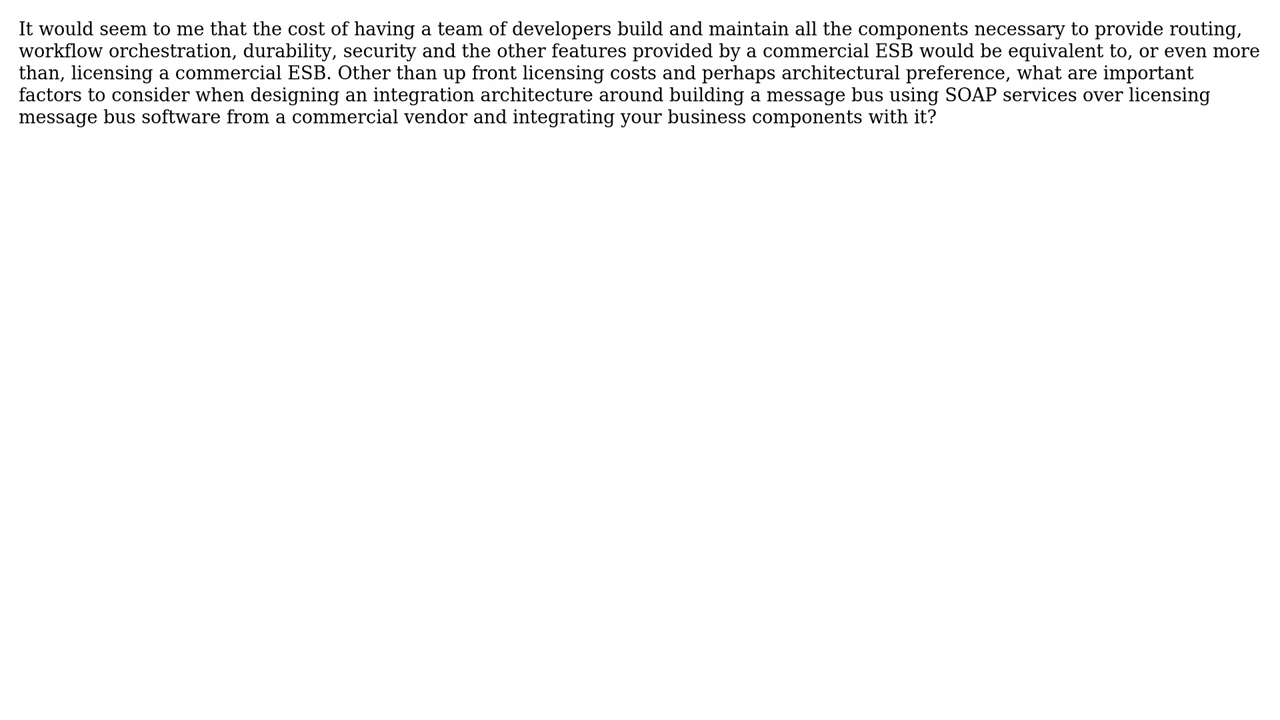 It would seem to me that the cost of having a team of developers build and maintain all the components necessary to provide routing,
workflow orchestration, durability, security and the other features provided by a commercial ESB would be equivalent to, or even more
than, licensing a commercial ESB. Other than up front licensing costs and perhaps architectural preference, what are important
factors to consider when designing an integration architecture around building a message bus using SOAP services over licensing
message bus software from a commercial vendor and integrating your business components with it?